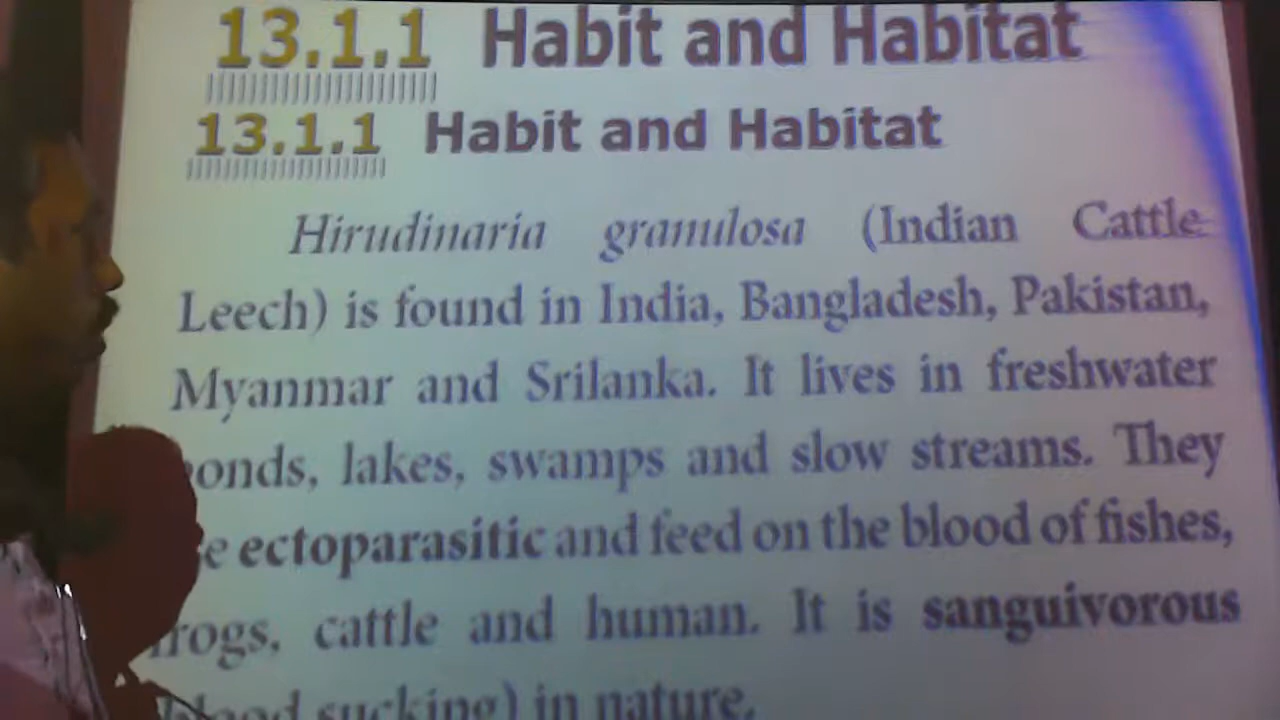 13.1.1 Habit and Habitat
13.1.1 Habit and Habitat
Hirudinaria granulosa (Indian Cattle
Leech) is found in India, Bangladesh, Pakistan,
Myanmar and Srilanka. It lives in freshwater
ponds, lakes, swamps and slow streams. They
ectoparasitic and feed on the blood of fishes,
frogs, cattle and human. It is sanguivorous
blood sucking) in nature.